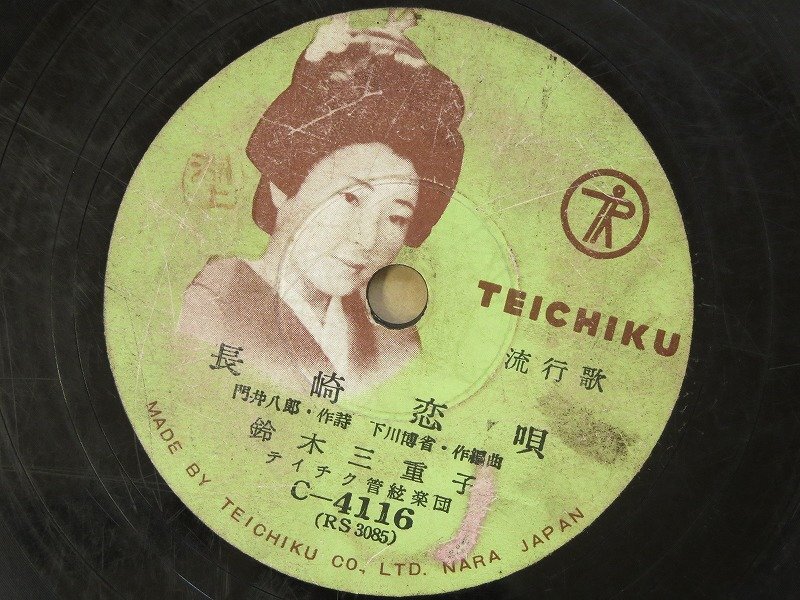 TEICHIKU
流行歌
長崎恋唄
門井八郎・作詩 下川博省・作編曲
鈴木三重子
テイチク管絃楽団
C-4116
(RS3085)
MADE BY TEICHIKU CO., LTD. NARA JAPAN